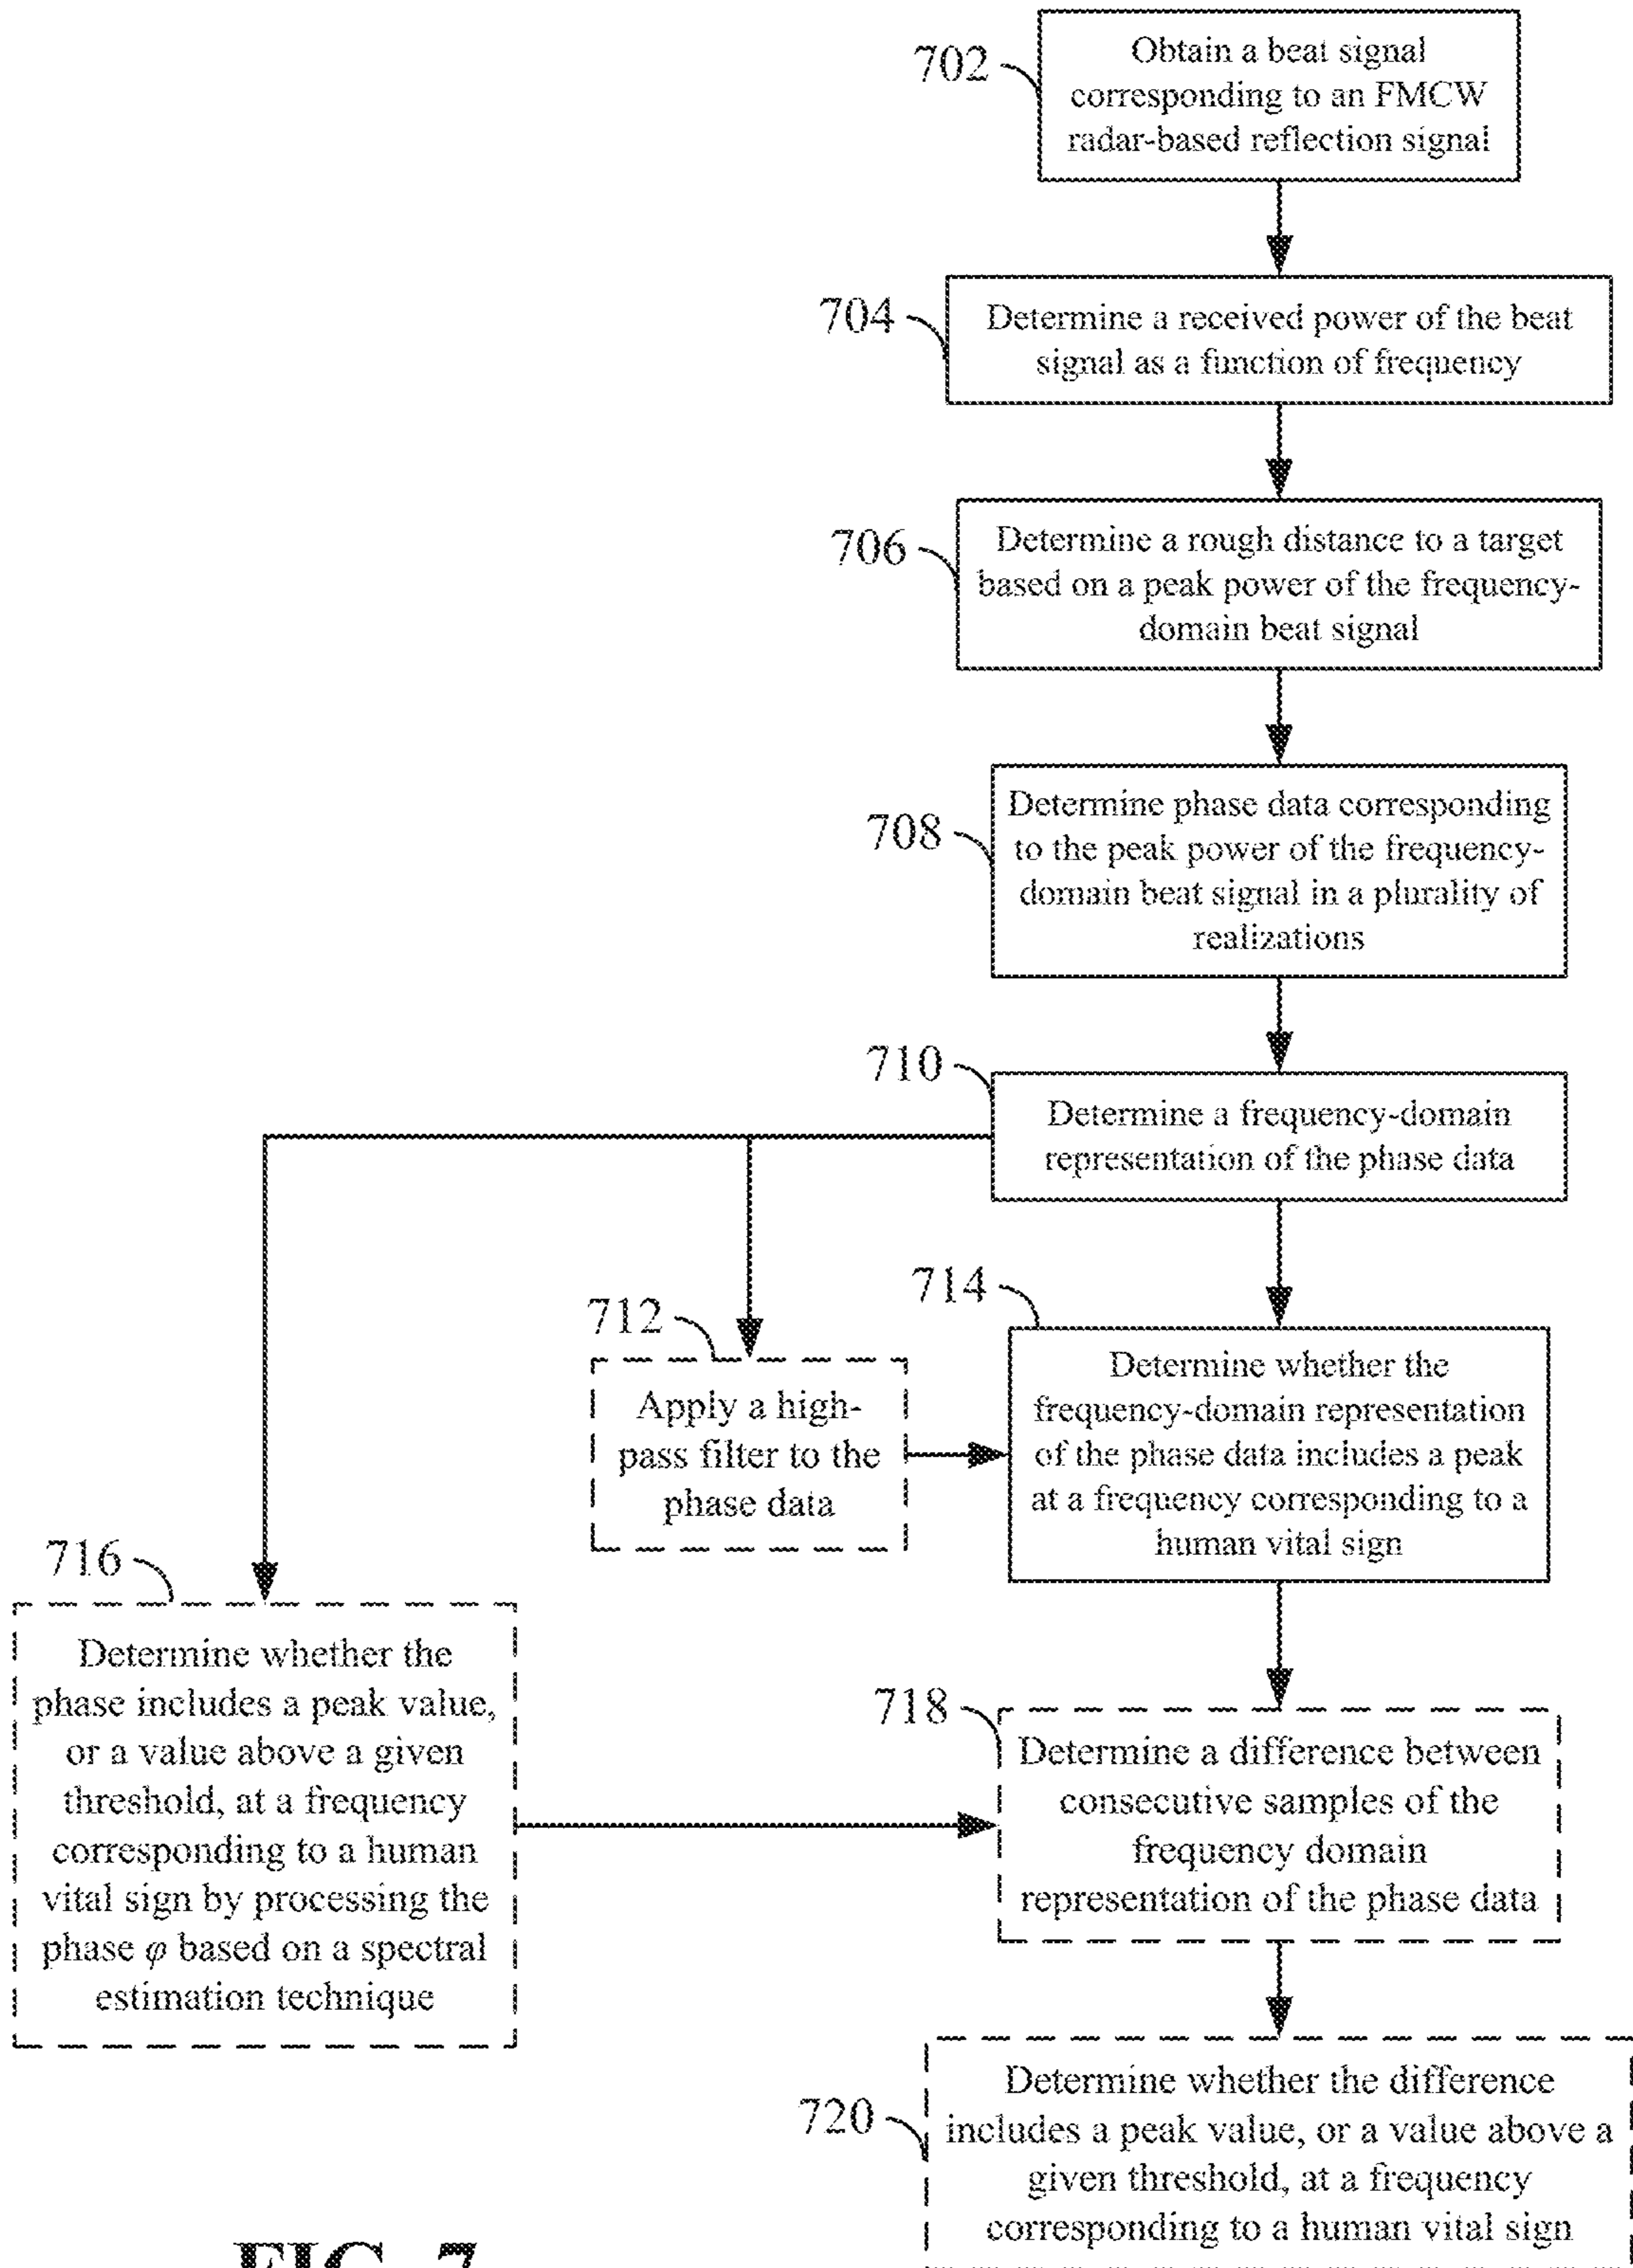 702
Obtain a beat signal
corresponding to an FMCW
radar-based reflection signal
704
Determine a received power of the beat
signal as a function of frequency
706
Determine a rough distance to a target
based on a peak power of the frequency-
domain beat signal
708
Determine phase data corresponding
to the peak power of the frequency-
domain beat signal in a plurality of
realizations
710
Determine a frequency-domain
representation of the phase data
712
Apply a high-
pass filter to the
phase data
714
Determine whether the
frequency-domain representation
of the phase data includes a peak
at a frequency corresponding to a
human vital sign
716
Determine whether the
phase includes a peak value,
or a value above a given
threshold, at a frequency
corresponding to a human
vital sign by processing the
phase φ based on a spectral
estimation technique
718
Determine a difference between
consecutive samples of the
frequency domain
representation of the phase data
720
Determine whether the difference
includes a peak value, or a value above a
given threshold, at a frequency
corresponding to a human vital sign
FIG. 7